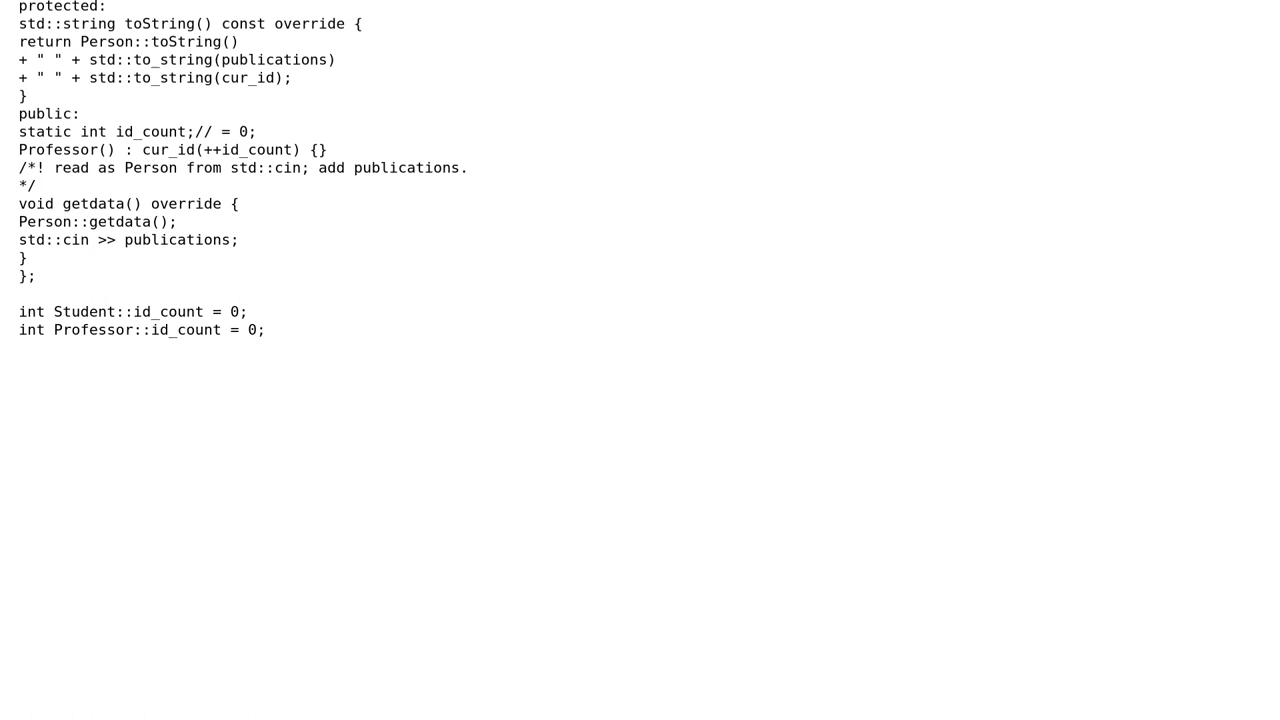 protected:
std::string toString() const override {
return Person::toString()
+ " " + std::to_string(publications)
+ " " + std::to_string(cur_id);
}
public:
static int id_count;// = 0;
Professor() : cur_id(++id_count) {}
/*! read as Person from std::cin; add publications.
*/
void getdata() override {
Person::getdata();
std::cin >> publications;
}
};

int Student::id_count = 0;
int Professor::id_count = 0;